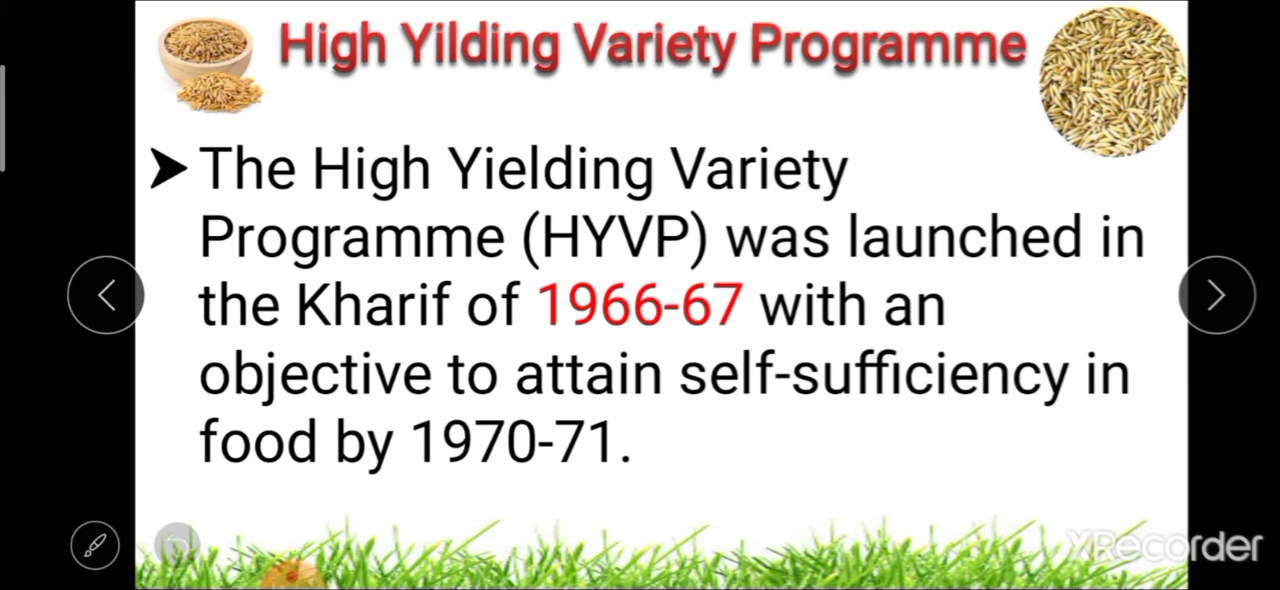 High Yilding Variety Programme
➤ The High Yielding Variety
Programme (HYVP) was launched in
the Kharif of 1966-67 with an
objective to attain self-sufficiency in
food by 1970-71.
XRecorder